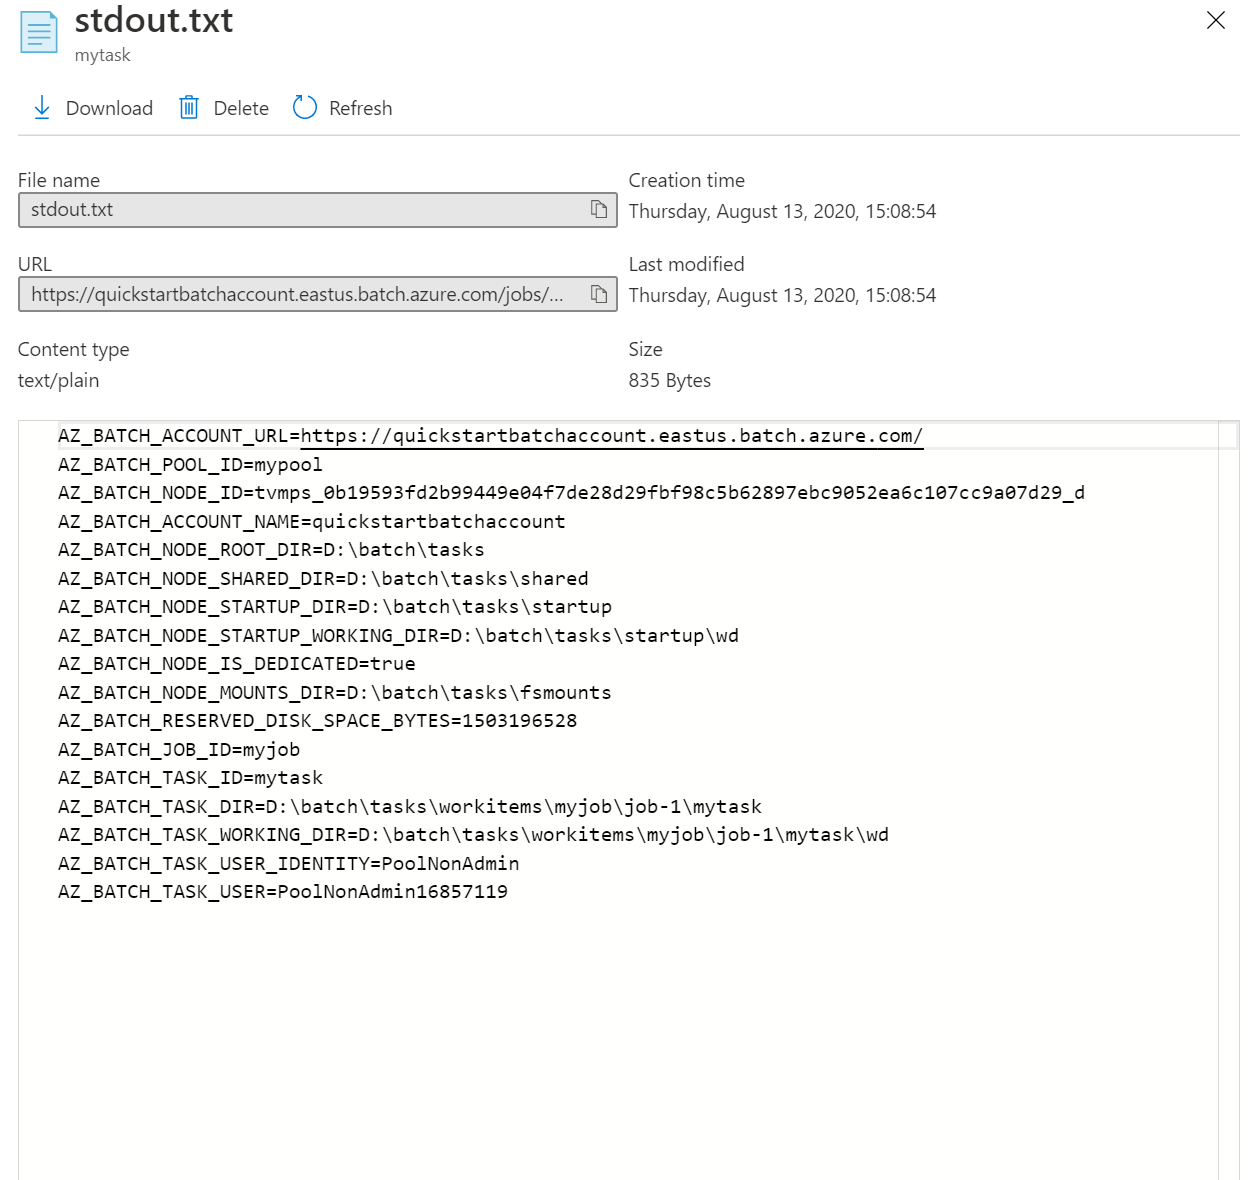 stdout.txt
mytask
Download Delete Refresh
File name
stdout.txt
Creation time
Thursday, August 13, 2020, 15:08:54
URL
https://quickstartbatchaccount.eastus.batch.azure.com/jobs/...
Last modified
Thursday, August 13, 2020, 15:08:54
Content type
text/plain
Size
835 Bytes
AZ_BATCH_ACCOUNT_URL=https://quickstartbatchaccount.eastus.batch.azure.com/
AZ_BATCH_POOL_ID=mypool
AZ_BATCH_NODE_ID=tvmps_0b19593fd2b99449e04f7de28d29fbf98c5b62897ebc9052ea6c107cc9a07d29_d
AZ_BATCH_ACCOUNT_NAME=quickstartbatchaccount
AZ_BATCH_NODE_ROOT_DIR=D:\batch\tasks
AZ_BATCH_NODE_SHARED_DIR=D:\batch\tasks\shared
AZ_BATCH_NODE_STARTUP_DIR=D:\batch\tasks\startup
AZ_BATCH_NODE_STARTUP_WORKING_DIR=D:\batch\tasks\startup\wd
AZ_BATCH_NODE_IS_DEDICATED=true
AZ_BATCH_NODE_MOUNTS_DIR=D:\batch\tasks\fsmounts
AZ_BATCH_RESERVED_DISK_SPACE_BYTES=1503196528
AZ_BATCH_JOB_ID=myjob
AZ_BATCH_TASK_ID=mytask
AZ_BATCH_TASK_DIR=D:\batch\tasks\workitems\myjob\job-1\mytask
AZ_BATCH_TASK_WORKING_DIR=D:\batch\tasks\workitems\myjob\job-1\mytask\wd
AZ_BATCH_TASK_USER_IDENTITY=PoolNonAdmin
AZ_BATCH_TASK_USER=PoolNonAdmin16857119